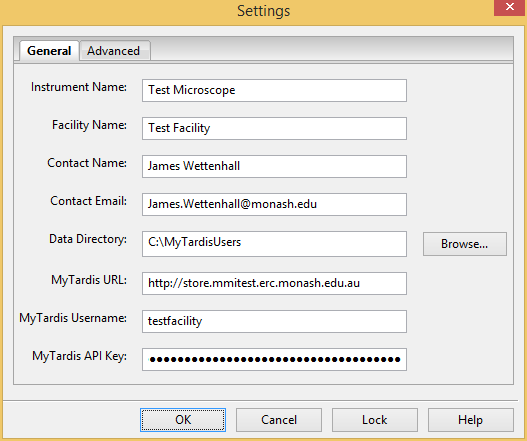 Settings
General Advanced
Instrument Name: Test Microscope
Facility Name: Test Facility
Contact Name: James Wettenhall
Contact Email: James.Wettenhall@monash.edu
Data Directory: C:\MyTardisUsers Browse...
MyTardis URL: http://store.mmitest.erc.monash.edu.au
MyTardis Username: testfacility
MyTardis API Key: ••••••••••••••••••••••••••••••••••••
OK Cancel Lock Help